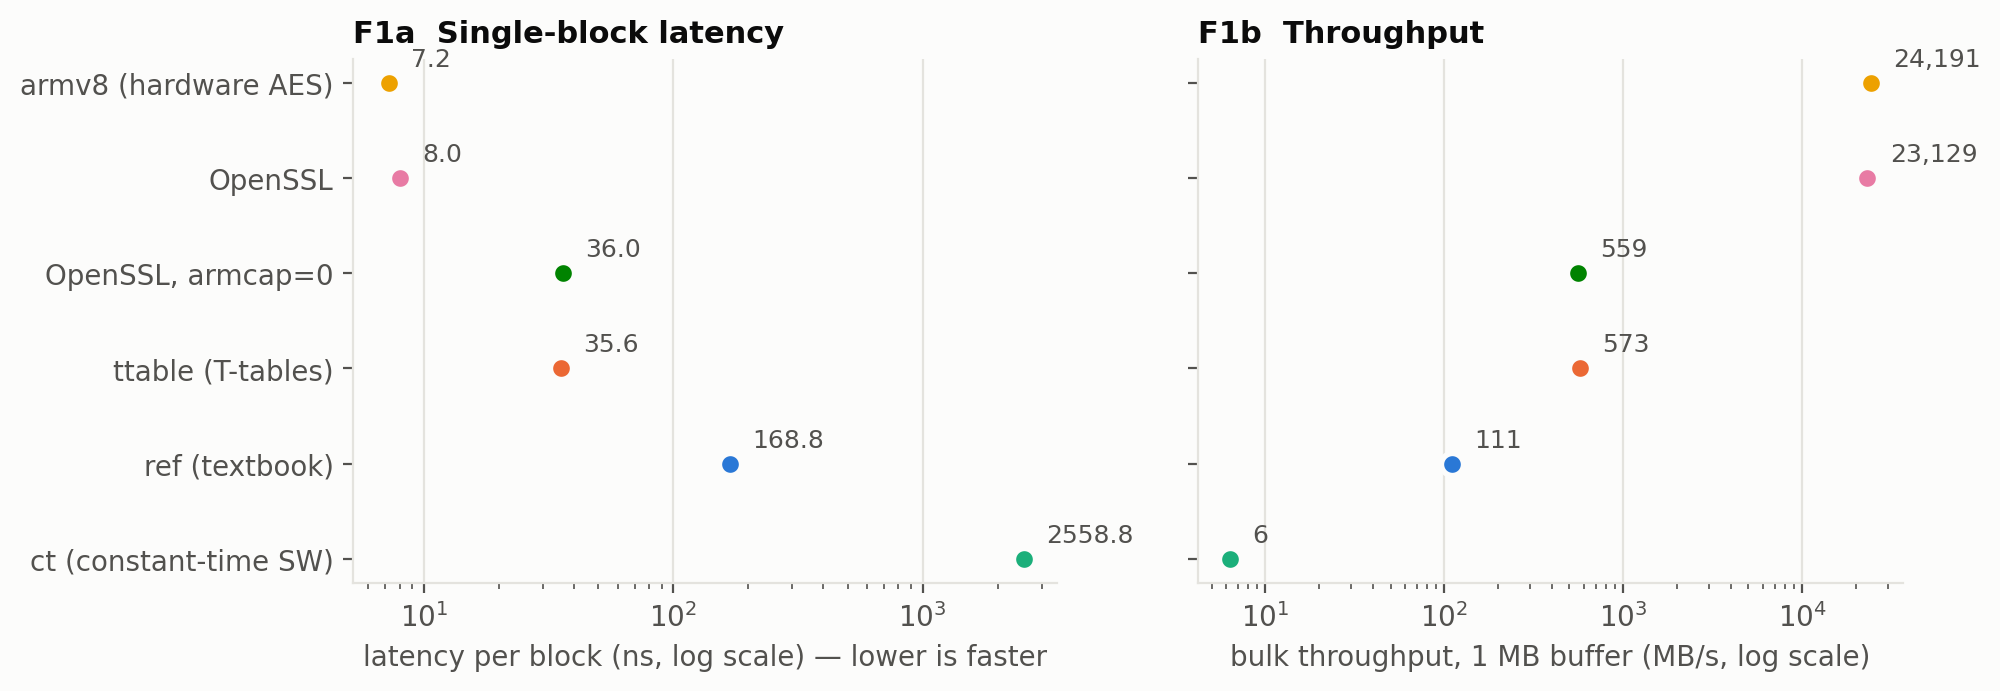 F1a  Single-block latency
armv8 (hardware AES)
7.2
OpenSSL
8.0
OpenSSL, armcap=0
36.0
ttable (T-tables)
35.6
ref (textbook)
168.8
ct (constant-time SW)
2558.8
10¹ 10² 10³
latency per block (ns, log scale) — lower is faster
F1b  Throughput
24,191
23,129
559
573
111
6
10¹ 10² 10³ 10⁴
bulk throughput, 1 MB buffer (MB/s, log scale)